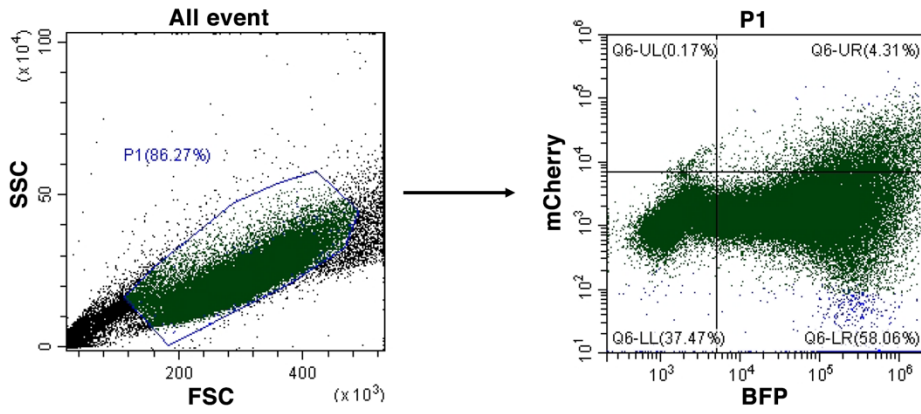 All event
SSC
(x 10⁴)
100
50
0
P1(86.27%)
200
400
(x 10³)
FSC
P1
mCherry
10⁶
10⁵
10⁴
10³
10²
10¹
Q6-UL(0.17%)
Q6-UR(4.31%)
Q6-LL(37.47%)
Q6-LR(58.06%)
10³
10⁴
10⁵
10⁶
BFP